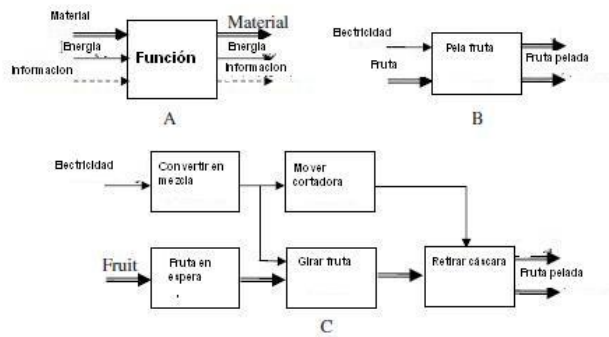 Material
Energia
Informacion
Función
Material
Energia
Informacion
A
Electricidad
Fruta
Pela fruta
Fruta pelada
B
Electricidad
Convertir en
mezcla
Mover
cortadora
Fruit
Fruta en
espera
Girar fruta
Retirar cáscara
Fruta pelada
C